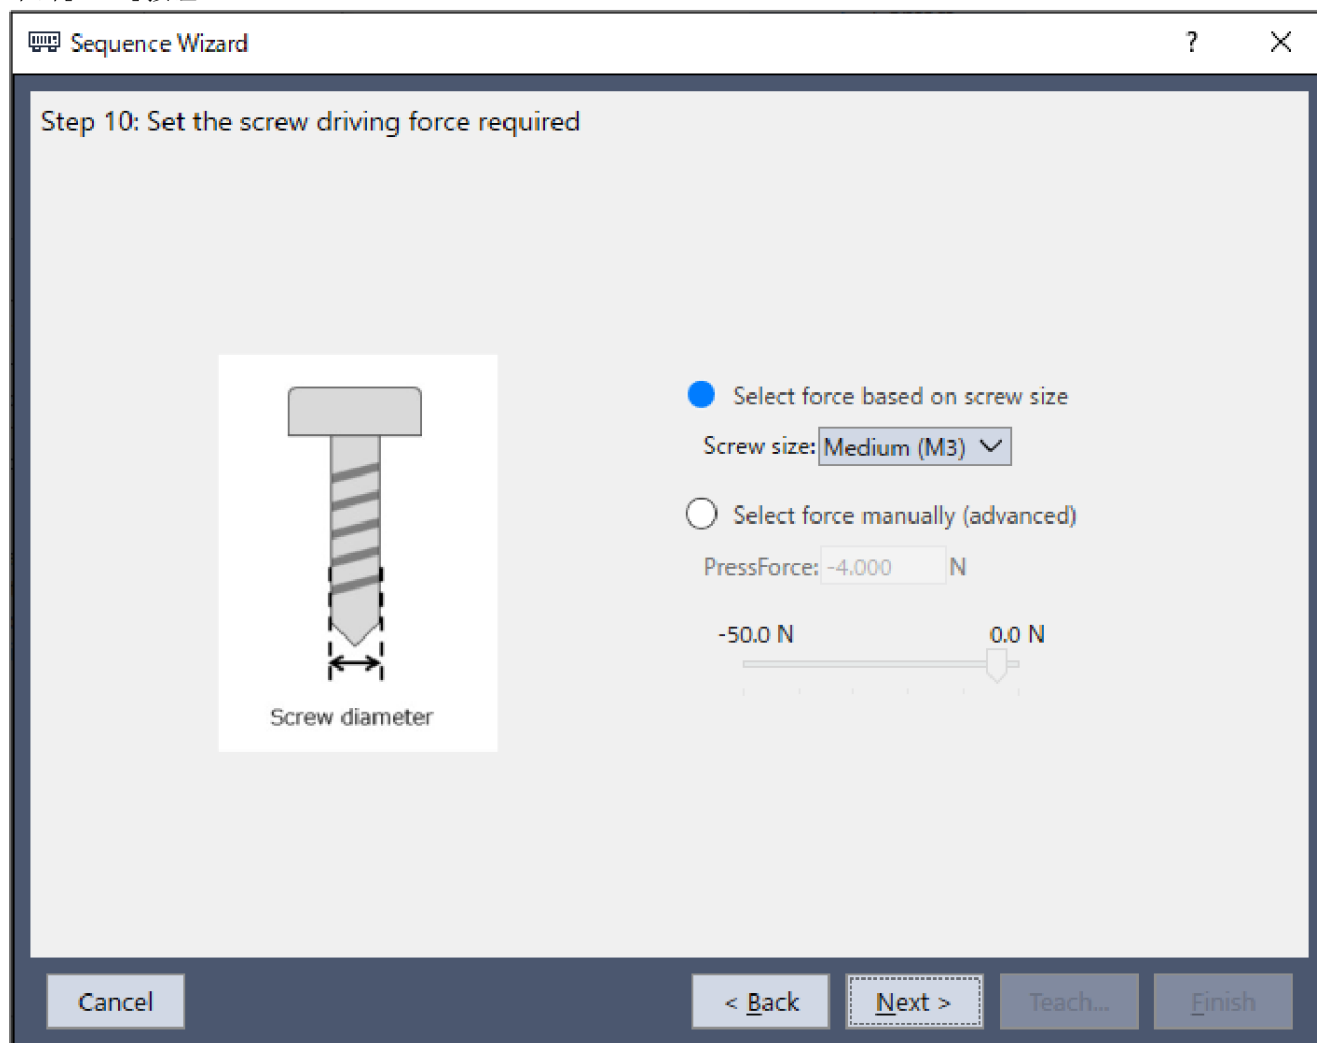 Sequence Wizard
?
Step 10: Set the screw driving force required
Select force based on screw size
Screw size: Medium (M3)
Select force manually (advanced)
PressForce: -4.000 N
-50.0 N 0.0 N
Screw diameter
Cancel < Back Next > Teach... Finish